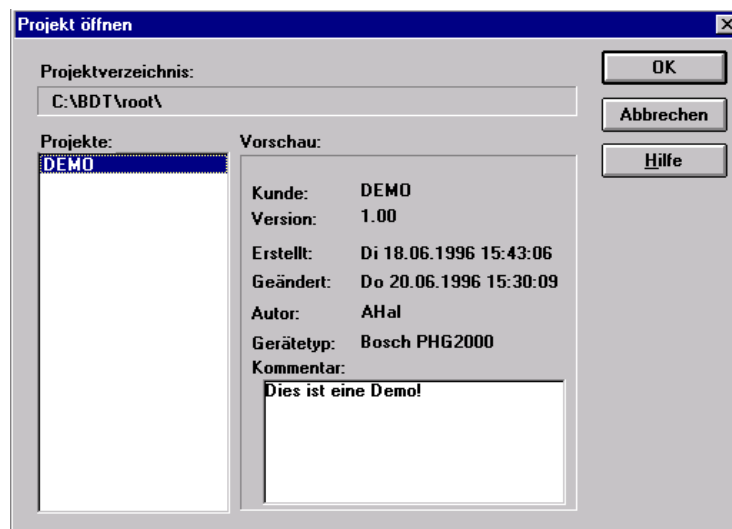 Projekt öffnen
Projektverzeichnis:
C:\BDT\root\
OK
Abbrechen
Hilfe
Projekte:
DEMO
Vorschau:
Kunde: DEMO
Version: 1.00
Erstellt: Di 18.06.1996 15:43:06
Geändert: Do 20.06.1996 15:30:09
Autor: AHal
Gerätetyp: Bosch PHG2000
Kommentar:
Dies ist eine Demo!